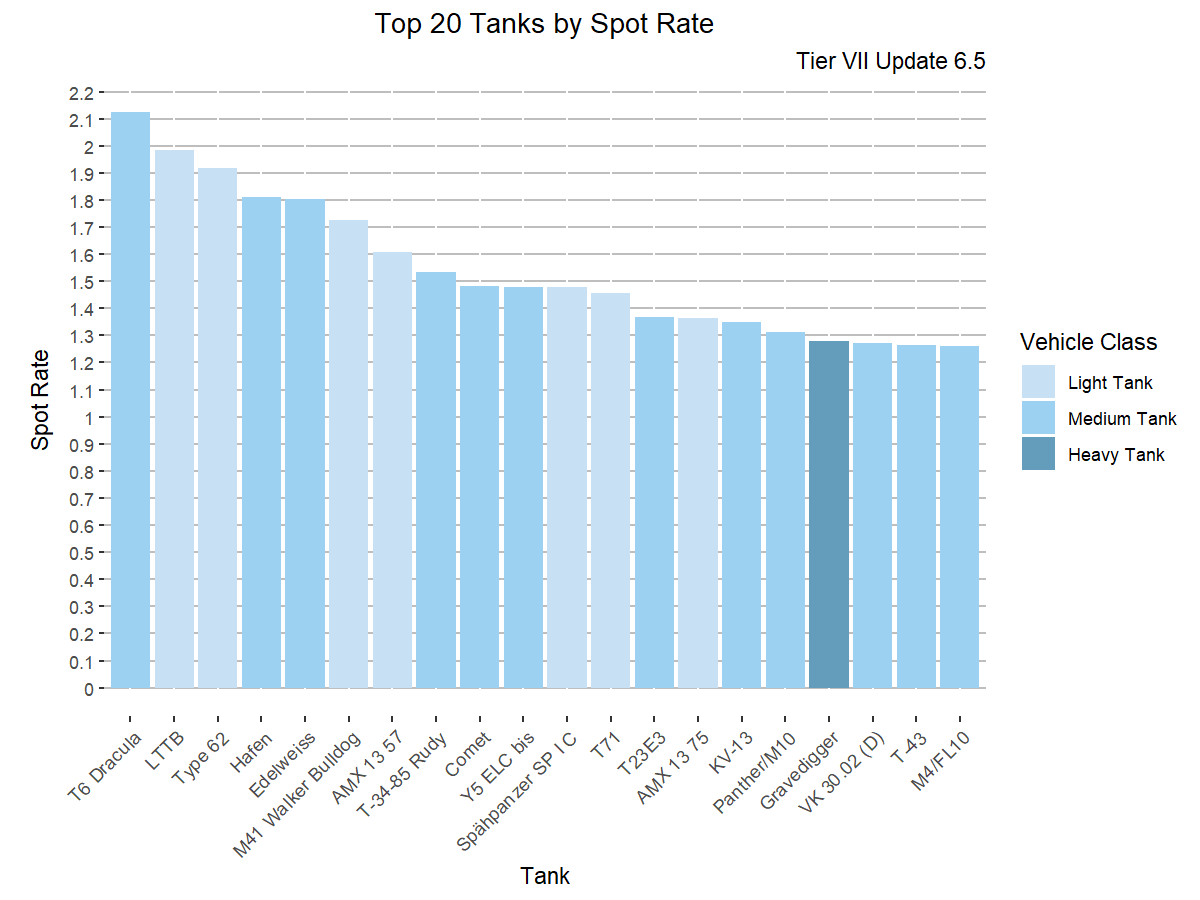 Top 20 Tanks by Spot Rate
Tier VII Update 6.5
2.2
2.1
2
1.9
1.8
1.7
1.6
1.5
1.4
1.3
1.2
1.1
1
0.9
0.8
0.7
0.6
0.5
0.4
0.3
0.2
0.1
0
Spot Rate
T6 Dracula
LTTB
Type 62
Hafen
Edelweiss
M41 Walker Bulldog
AMX 13 57
T-34-85 Rudy
Comet
Y5 ELC bis
Spähpanzer SP I C
T71
T23E3
AMX 13 75
KV-13
Panther/M10
Gravedigger
VK 30.02 (D)
T-43
M4/FL10
Tank
Vehicle Class
Light Tank
Medium Tank
Heavy Tank